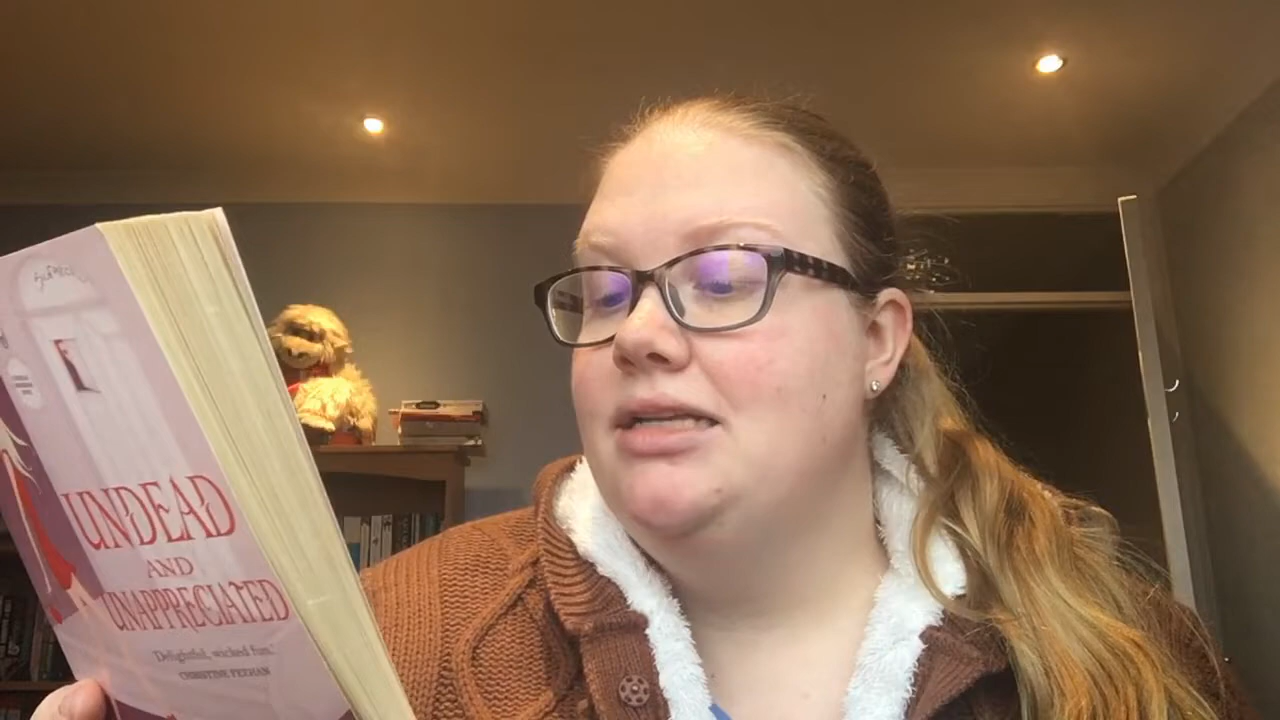 UNDEAD
AND
UNAPPRECIATED
"Delightful, wicked fun."
CHRISTINE FEEHAN